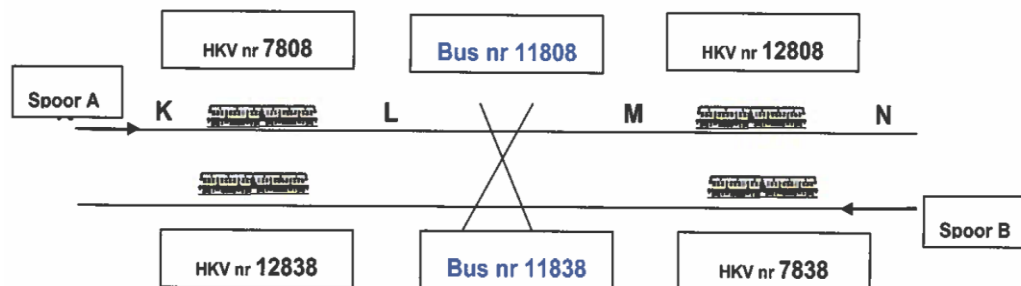 HKV nr 7808
Bus nr 11808
HKV nr 12808
Spoor A
K
L
M
N
Spoor B
HKV nr 12838
Bus nr 11838
HKV nr 7838